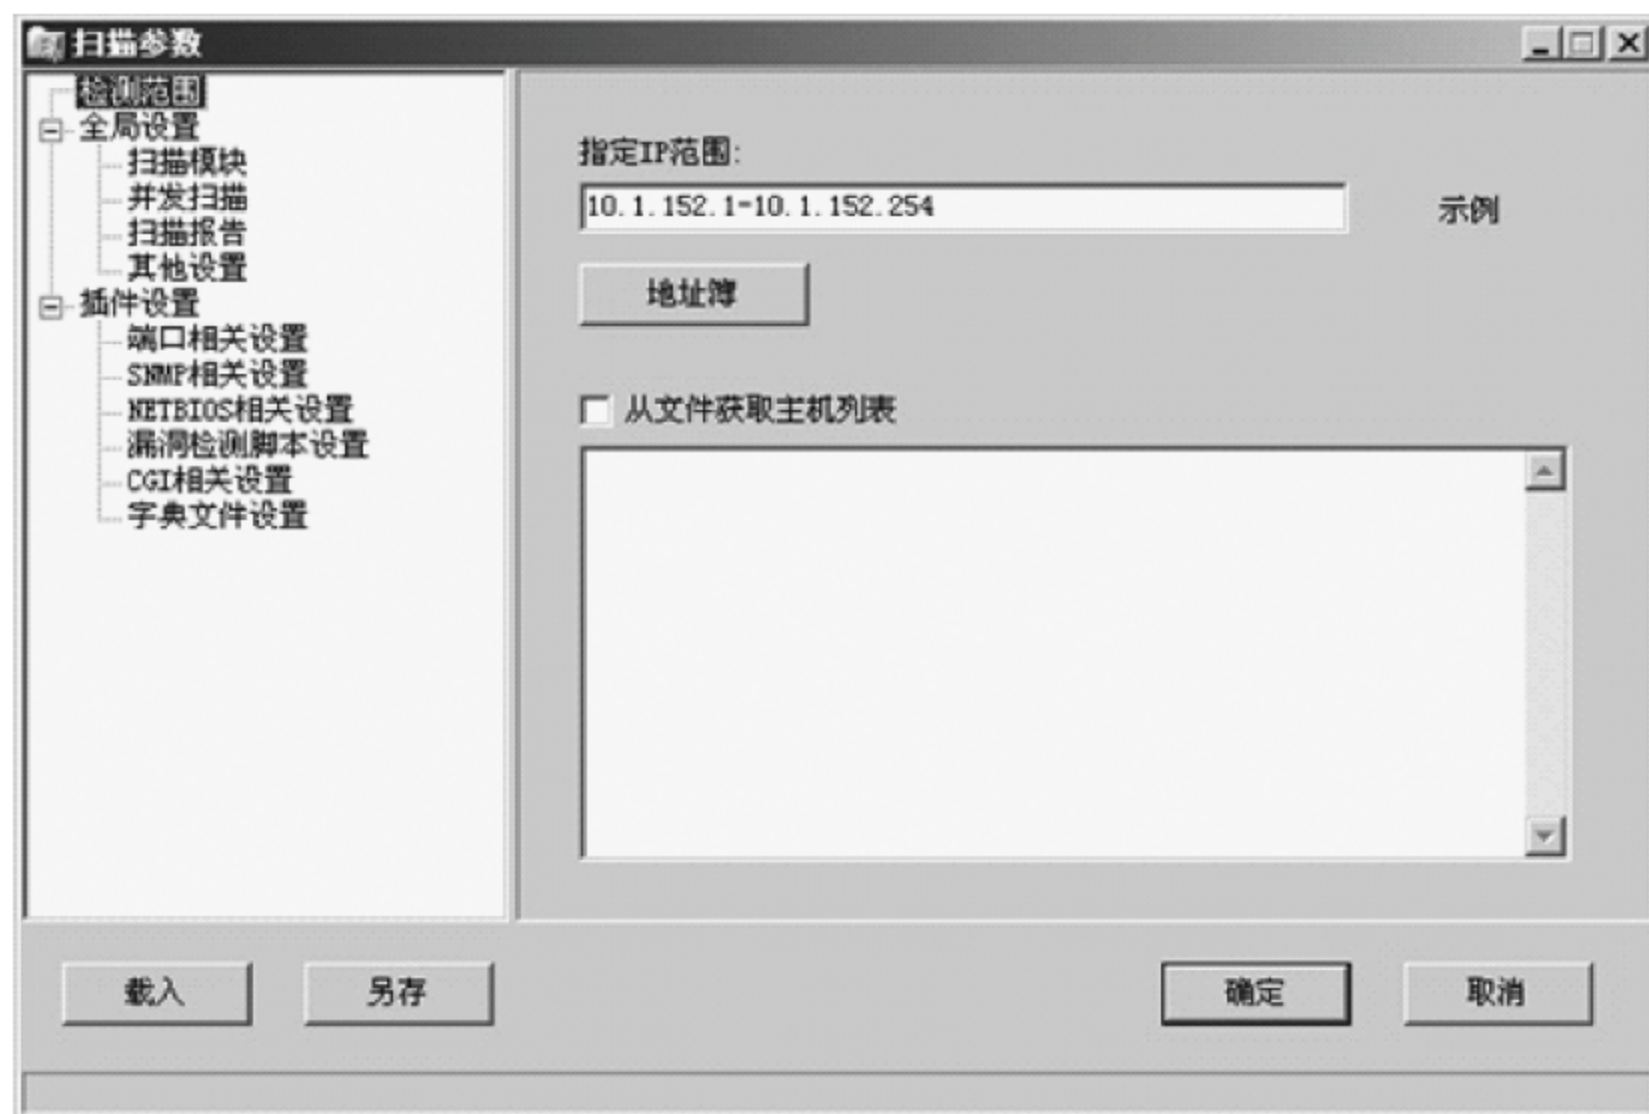 扫描参数
检测范围
全局设置
扫描模块
并发扫描
扫描报告
其他设置
插件设置
端口相关设置
SNMP相关设置
NETBIOS相关设置
漏洞检测脚本设置
CGI相关设置
字典文件设置
指定IP范围:
10.1.152.1-10.1.152.254
示例
地址簿
从文件获取主机列表
载入
另存
确定
取消